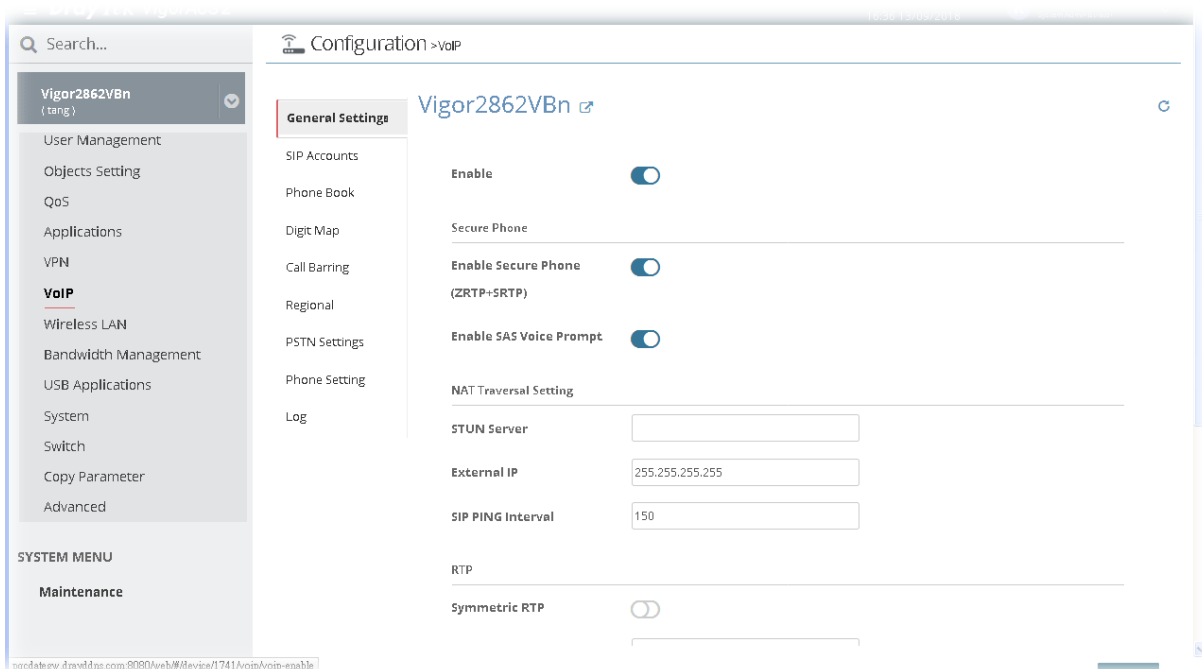 Search...
Configuration >VoIP
Vigor2862VBn
( tang )
User Management
Objects Setting
QoS
Applications
VPN
VoIP
Wireless LAN
Bandwidth Management
USB Applications
System
Switch
Copy Parameter
Advanced
SYSTEM MENU
Maintenance
General Settings
SIP Accounts
Phone Book
Digit Map
Call Barring
Regional
PSTN Settings
Phone Setting
Log
Vigor2862VBn
Enable
Secure Phone
Enable Secure Phone
(ZRTP+SRTP)
Enable SAS Voice Prompt
NAT Traversal Setting
STUN Server
External IP 255.255.255.255
SIP PING Interval 150
RTP
Symmetric RTP